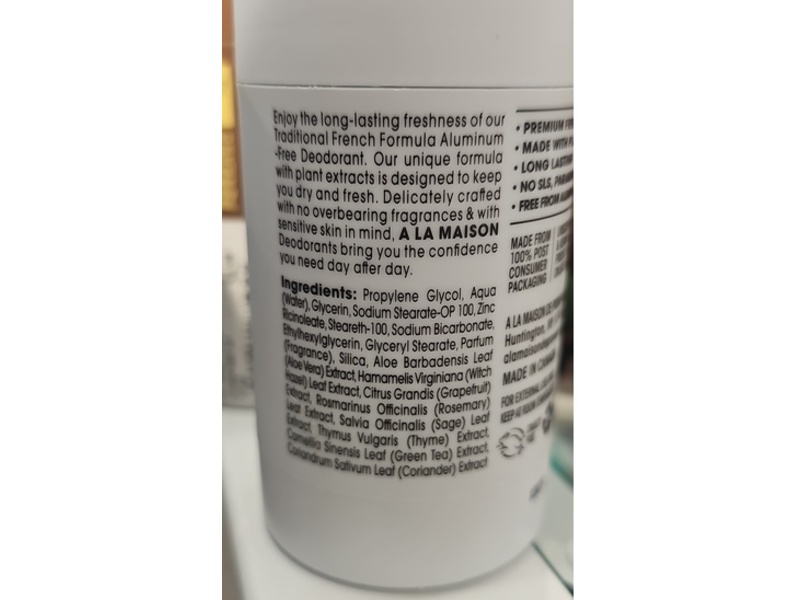 Enjoy the long-lasting freshness of our
Traditional French Formula Aluminum
-Free Deodorant. Our unique formula
with plant extracts is designed to keep
you dry and fresh. Delicately crafted
with no overbearing fragrances & with
sensitive skin in mind, A LA MAISON
Deodorants bring you the confidence
you need day after day.
Ingredients: Propylene Glycol, Aqua
(Water), Glycerin, Sodium Stearate-OP 100, Zinc
Ricinoleate, Steareth-100, Sodium Bicarbonate,
Ethylhexylglycerin, Glyceryl Stearate, Parfum
(Fragrance), Silica, Aloe Barbadensis Leaf
(Aloe Vera) Extract, Hamamelis Virginiana (Witch
Hazel) Leaf Extract, Citrus Grandis (Grapefruit)
Extract, Rosmarinus Officinalis (Rosemary)
Leaf Extract, Salvia Officinalis (Sage) Leaf
Extract, Thymus Vulgaris (Thyme) Extract,
Camellia Sinensis Leaf (Green Tea) Extract,
Coriandrum Sativum Leaf (Coriander) Extract
• PREMIUM
• MADE WITH
• LONG LASTING
• NO SLS,
• FREE FROM
MADE FROM
100% POST
CONSUMER
PACKAGING
A LA MAISON DE
Huntington,
MADE IN
FOR EXTERNAL